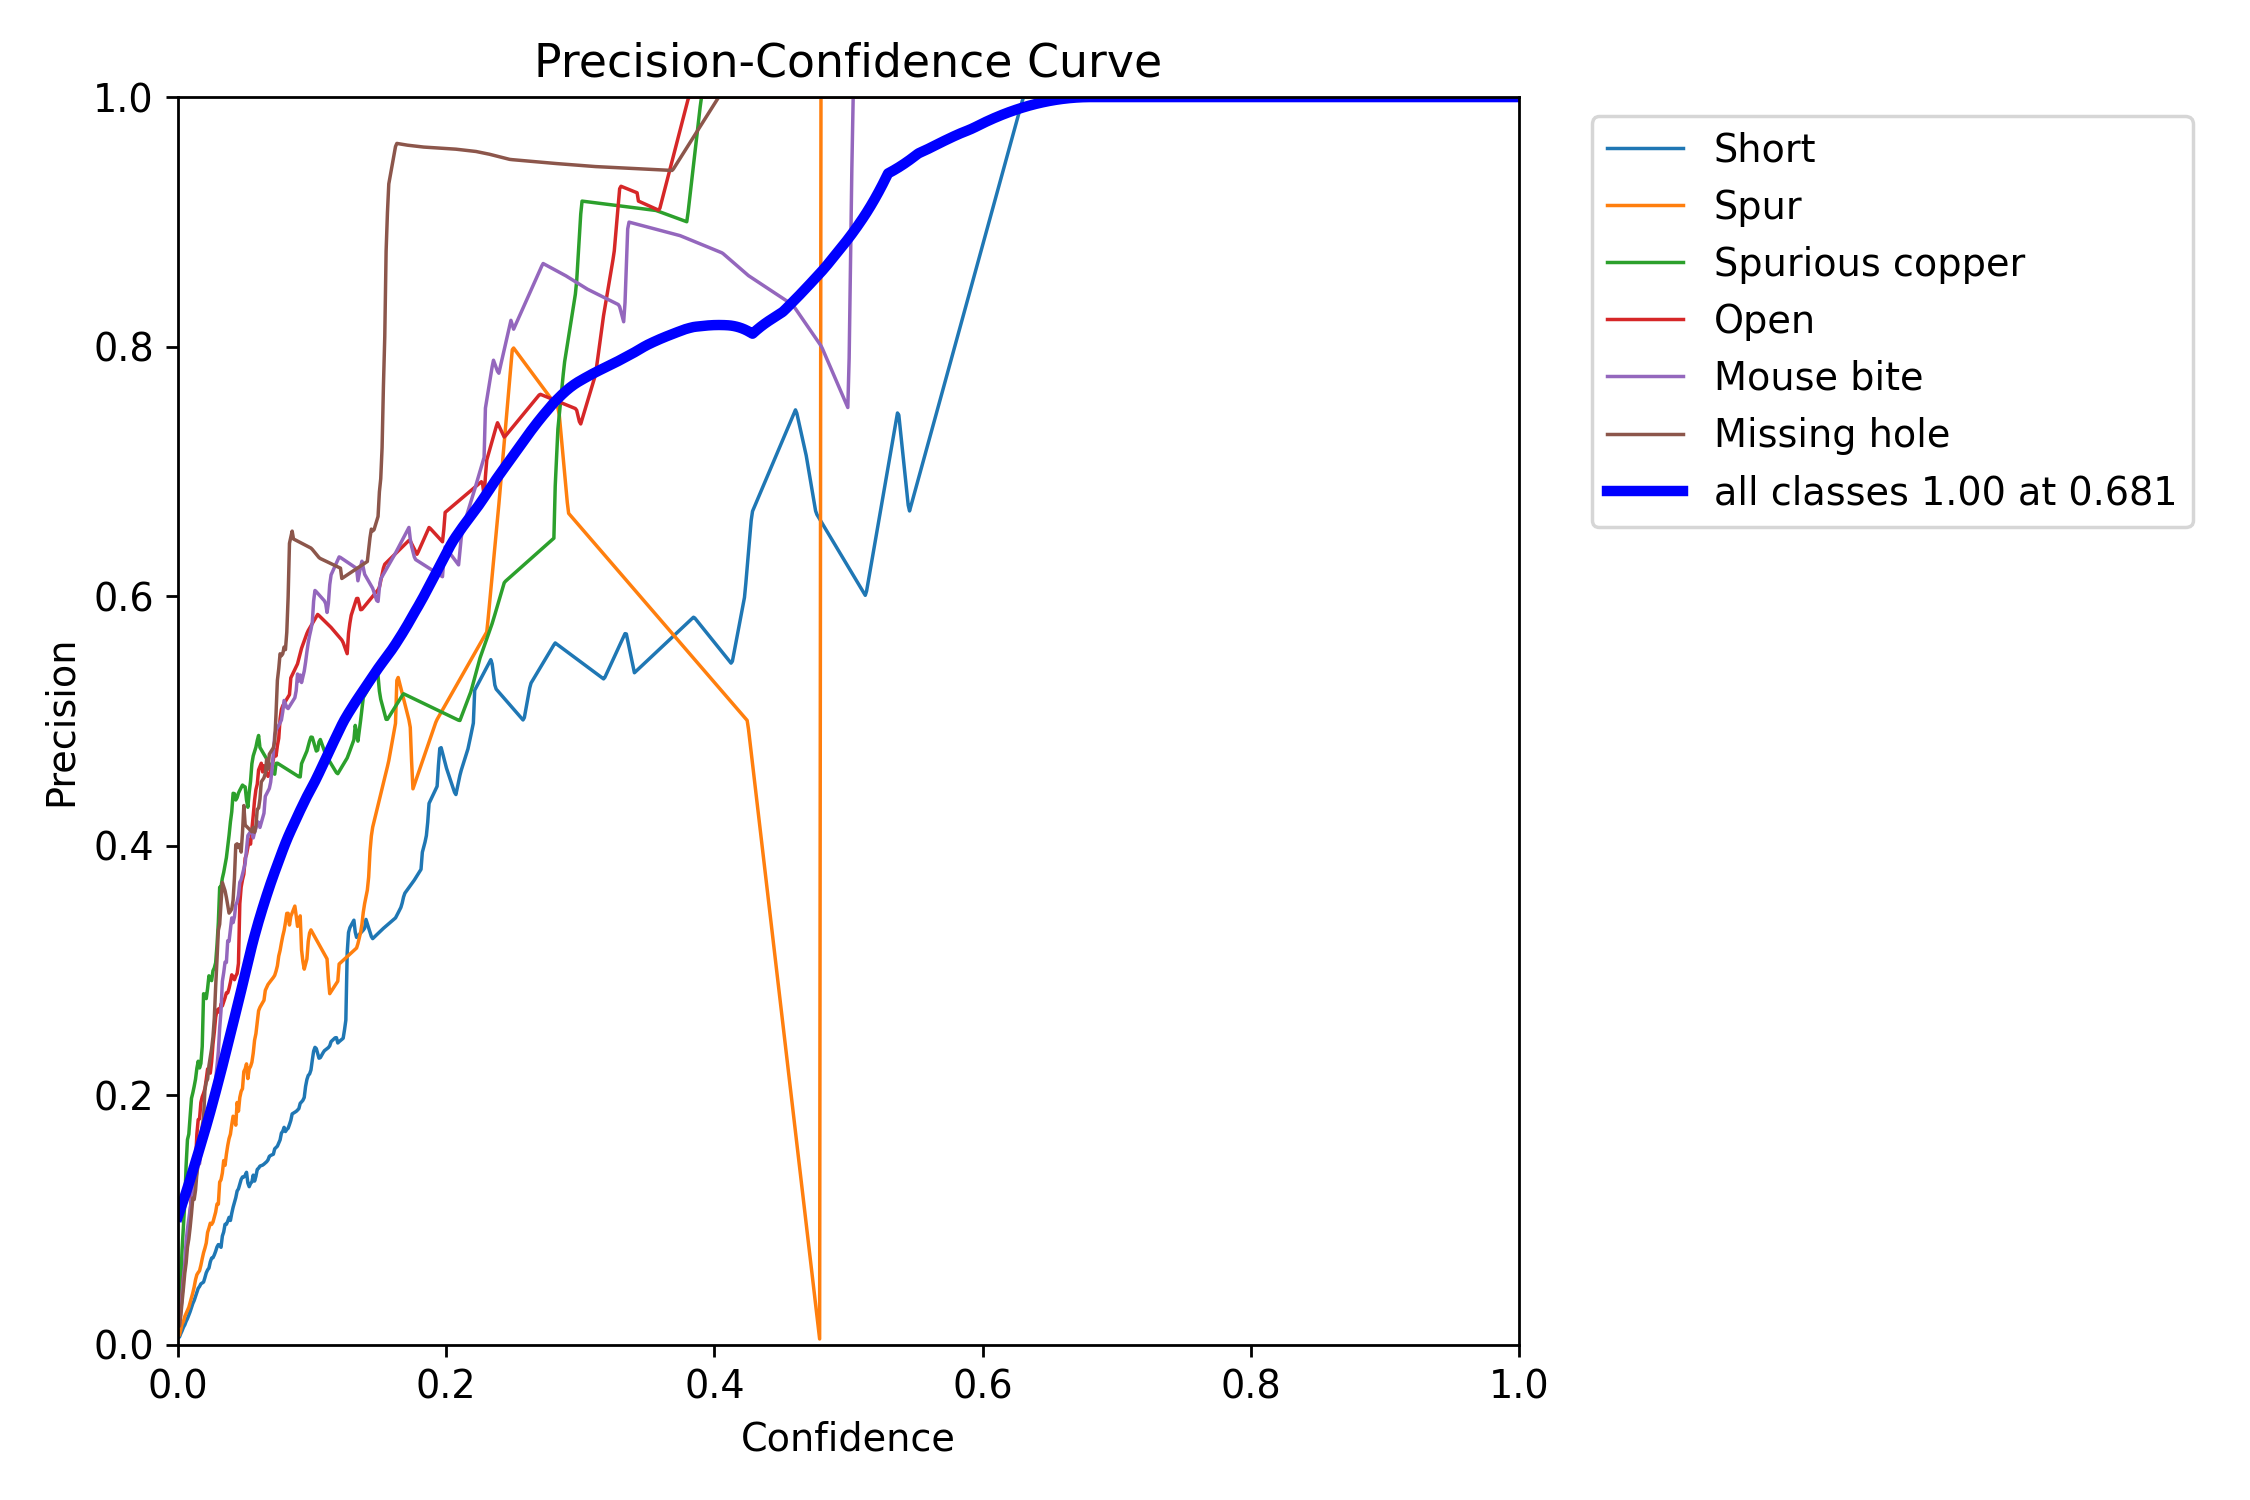 Precision-Confidence Curve
1.0
0.8
0.6
0.4
0.2
0.0
Precision
0.0 0.2 0.4 0.6 0.8 1.0
Confidence
Short
Spur
Spurious copper
Open
Mouse bite
Missing hole
all classes 1.00 at 0.681